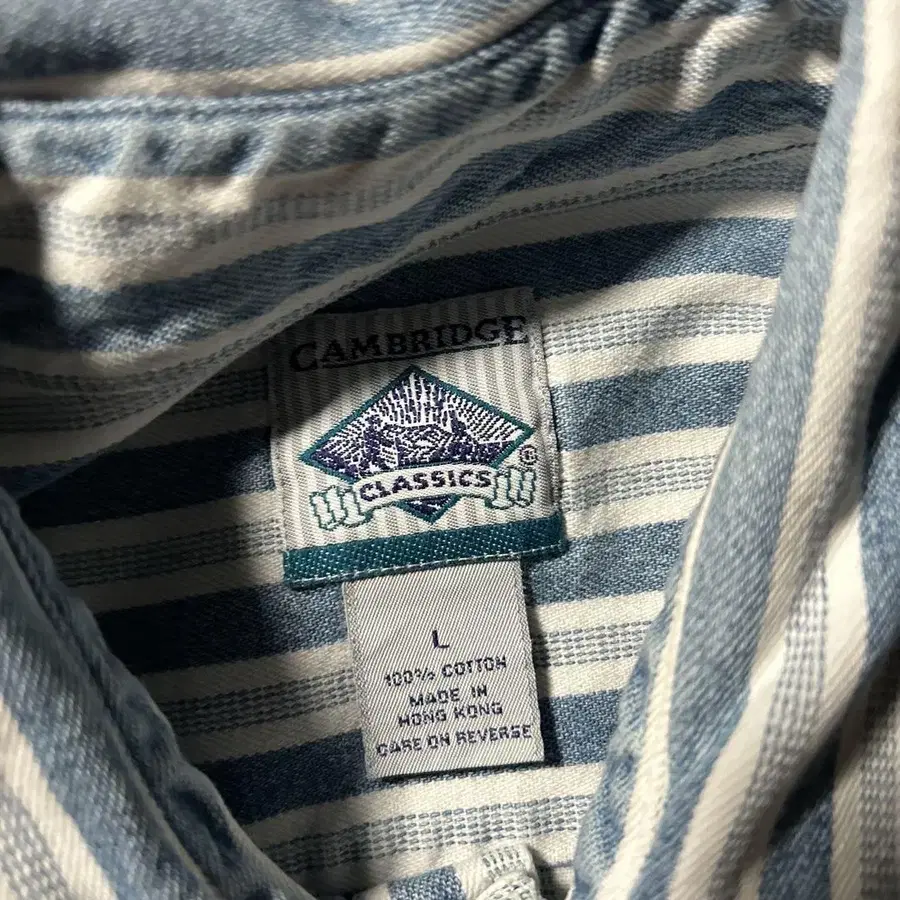 CAMBRIDGE
CLASSICS ®
L
100% COTTON
MADE IN
HONG KONG
CARE ON REVERSE